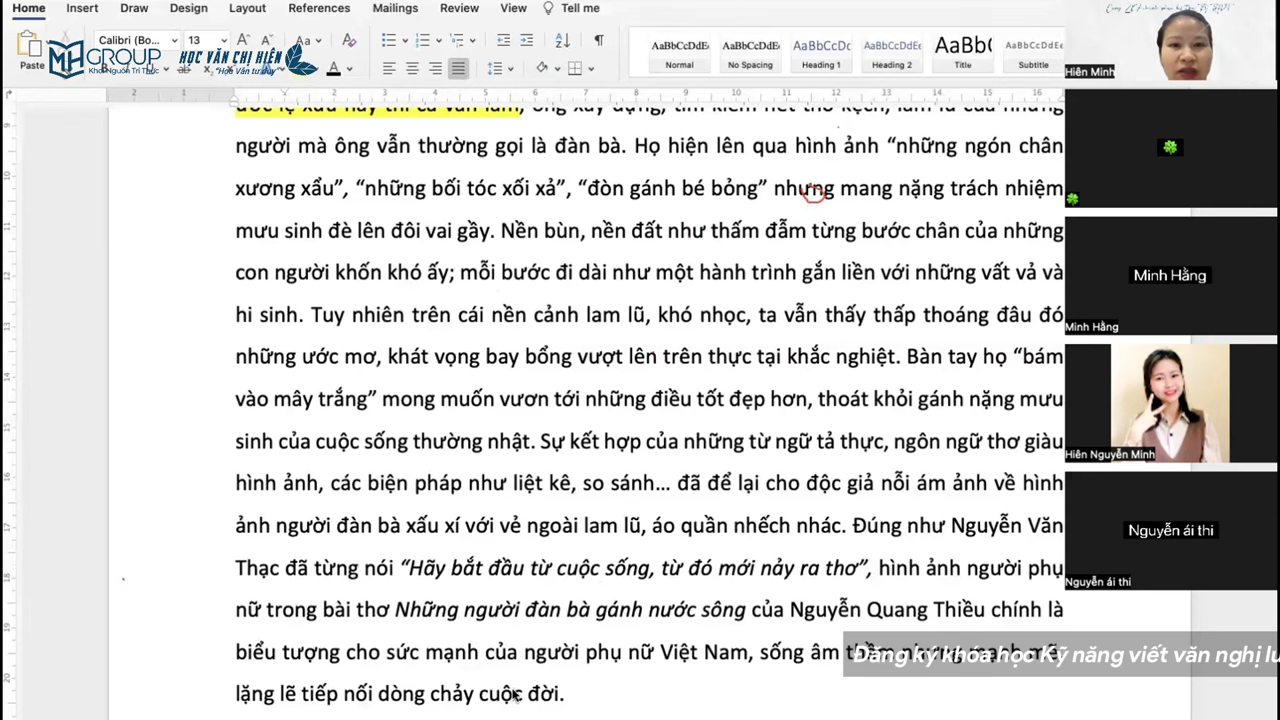 Home Insert Draw Design Layout References Mailings Review View Tell me
Paste
Calibri (Bo... 13
MH GROUP
HỌC VĂN CHỊ HIÊN
"Học Văn tư duy"
AaBbCcDdE AaBbCcDdE AaBbCcDc AaBbCcDdE AaBb( AaBbCcDdE
Normal No Spacing Heading 1 Heading 2 Title Subtitle
Hiên Minh
người mà ông vẫn thường gọi là đàn bà. Họ hiện lên qua hình ảnh “những ngón chân
xương xẩu”, “những bối tóc xối xả”, “đòn gánh bé bỏng” nhưng mang nặng trách nhiệm
mưu sinh đè lên đôi vai gầy. Nền bùn, nền đất như thấm đẫm từng bước chân của những
con người khốn khó ấy; mỗi bước đi dài như một hành trình gắn liền với những vất vả và
hi sinh. Tuy nhiên trên cái nền cảnh lam lũ, khó nhọc, ta vẫn thấy thấp thoáng đâu đó
những ước mơ, khát vọng bay bổng vượt lên trên thực tại khắc nghiệt. Bàn tay họ “bám
vào mây trắng” mong muốn vươn tới những điều tốt đẹp hơn, thoát khỏi gánh nặng mưu
sinh của cuộc sống thường nhật. Sự kết hợp của những từ ngữ tả thực, ngôn ngữ thơ giàu
hình ảnh, các biện pháp như liệt kê, so sánh... đã để lại cho độc giả nỗi ám ảnh về hình
ảnh người đàn bà xấu xí với vẻ ngoài lam lũ, áo quần nhếch nhác. Đúng như Nguyễn Văn
Thạc đã từng nói “Hãy bắt đầu từ cuộc sống, từ đó mới nảy ra thơ”, hình ảnh người phụ
nữ trong bài thơ Những người đàn bà gánh nước sông của Nguyễn Quang Thiều chính là
biểu tượng cho sức mạnh của người phụ nữ Việt Nam, sống âm
lặng lẽ tiếp nối dòng chảy cuộc đời.
Minh Hằng
Minh Hằng
Hiên Nguyễn Minh
Nguyễn ái thi
Nguyễn ái thi
Đăng ký khóa học Kỹ năng viết văn nghị